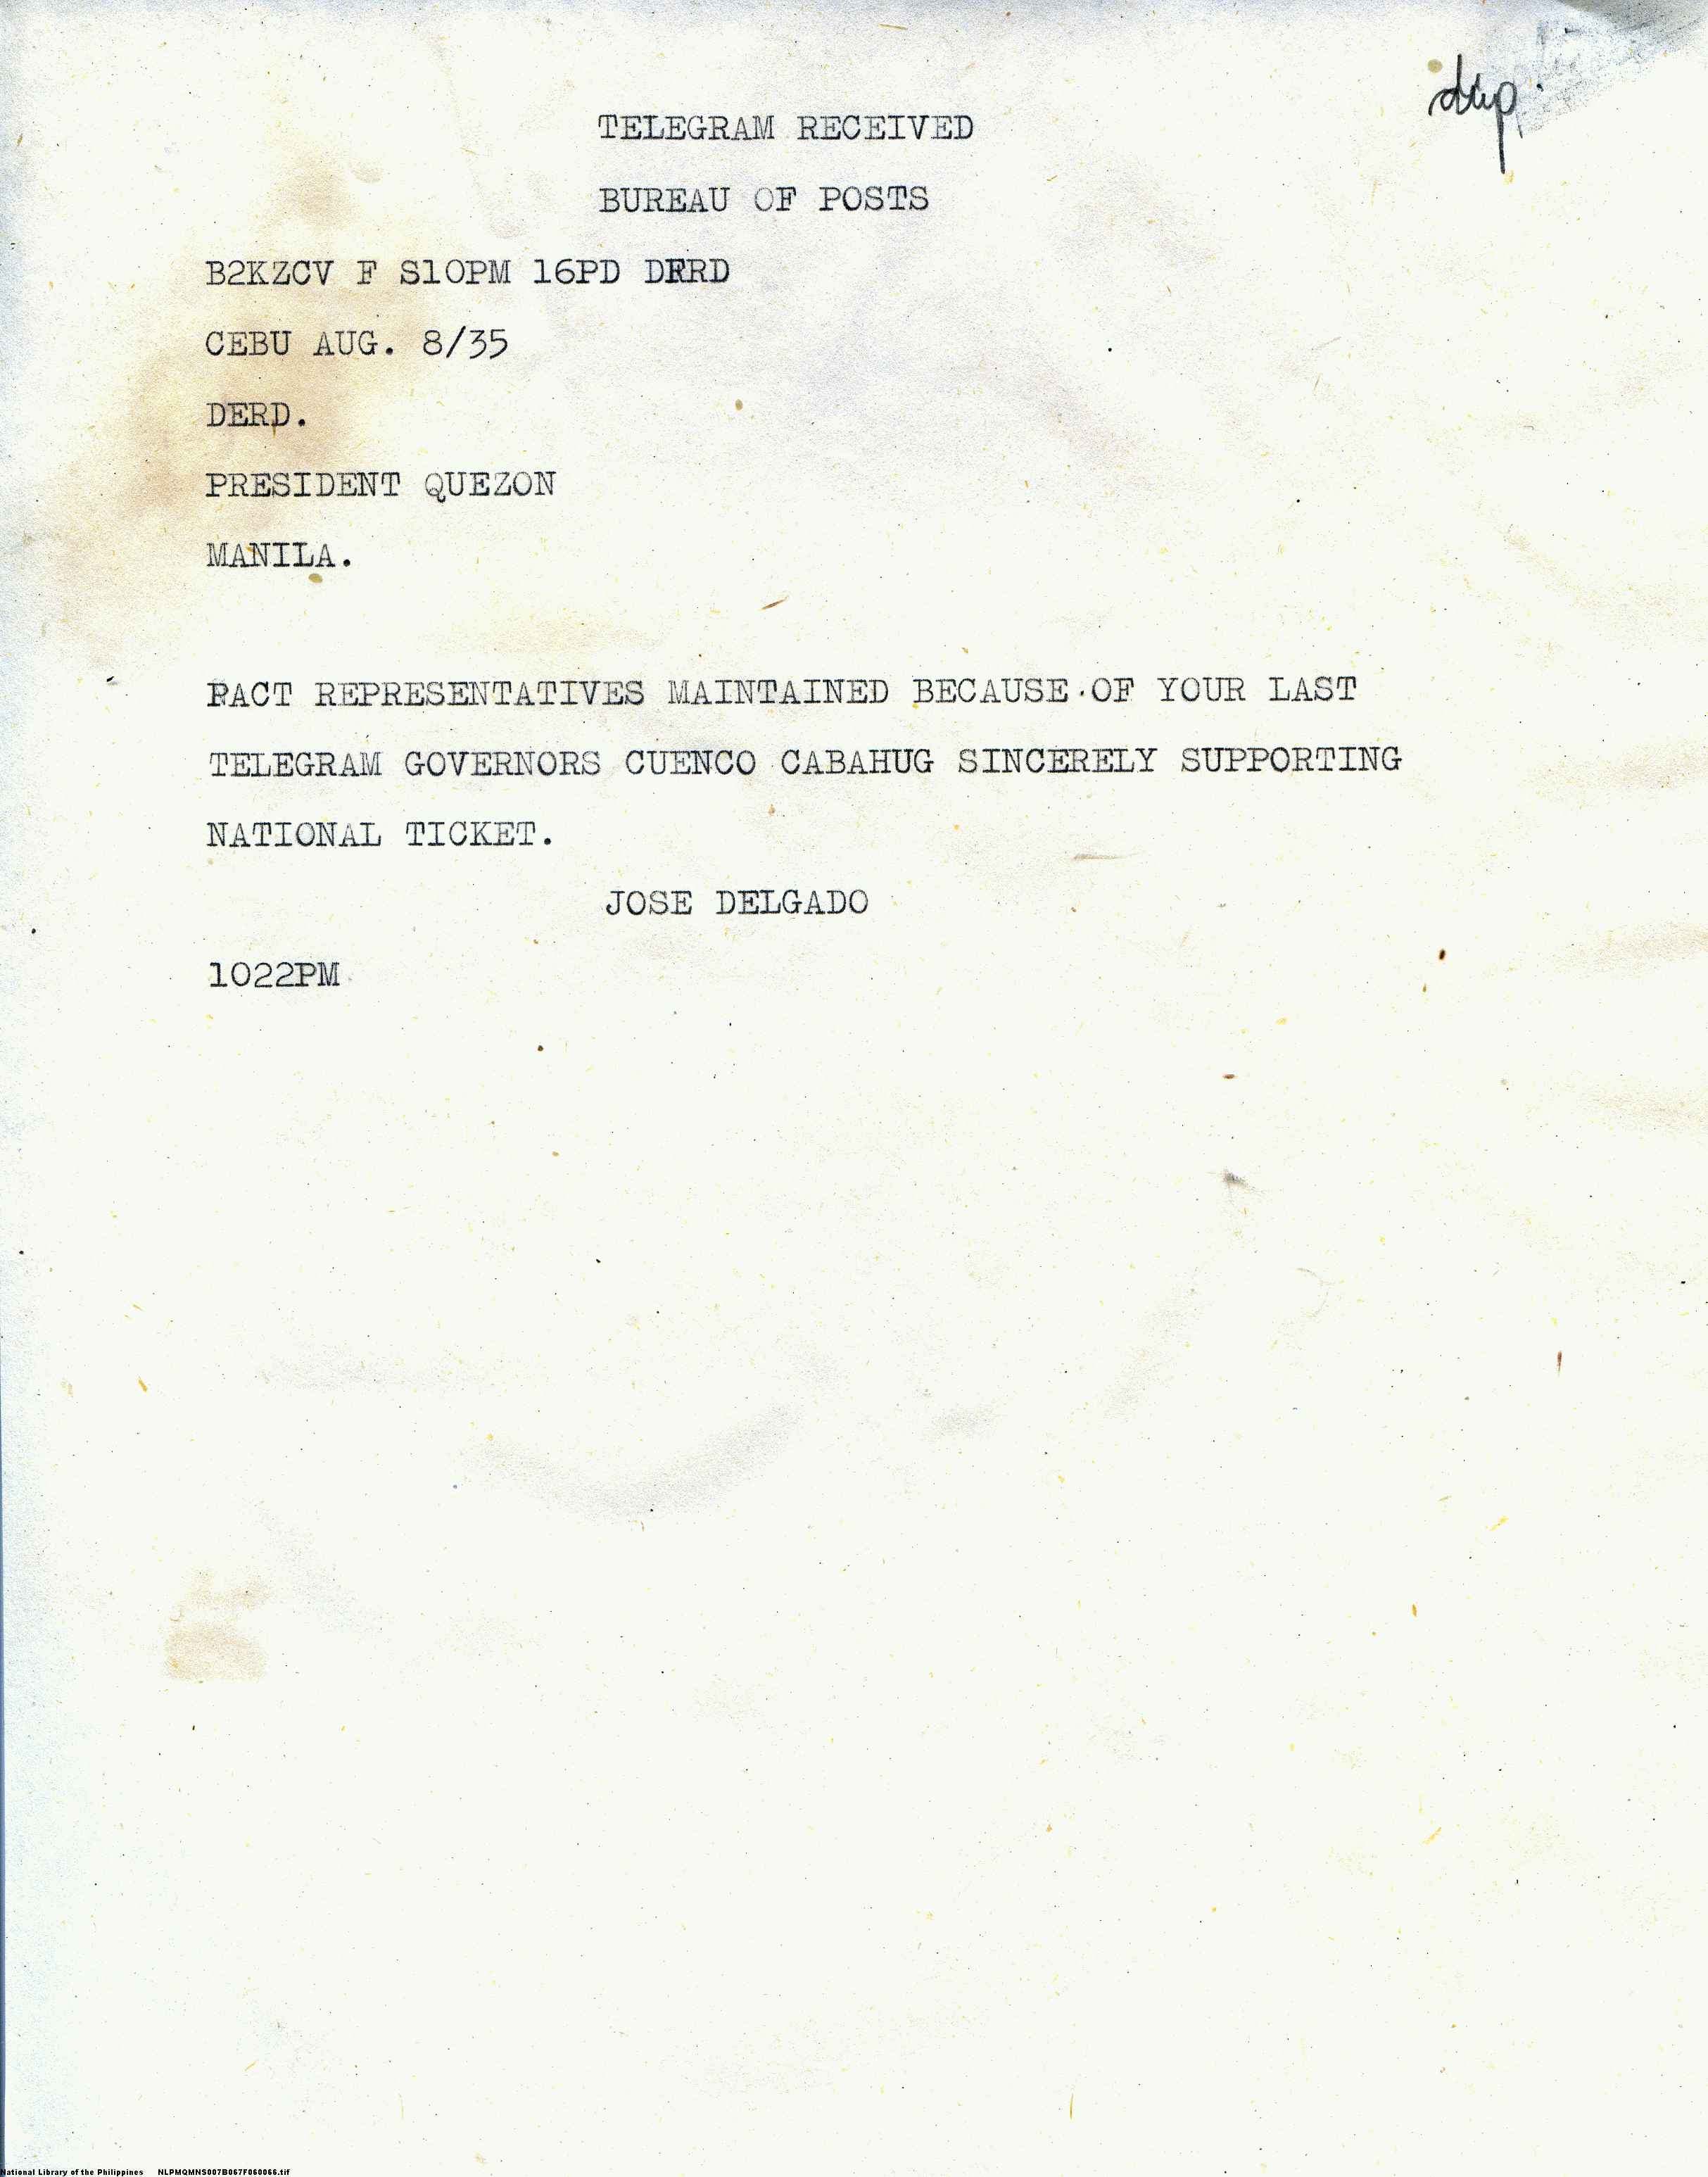 dup.
TELEGRAM RECEIVED
BUREAU OF POSTS
B2KZCV F S10PM 16PD DERD
CEBU AUG. 8/35
DERD.
PRESIDENT QUEZON
MANILA.
PACT REPRESENTATIVES MAINTAINED BECAUSE OF YOUR LAST
TELEGRAM GOVERNORS CUENCO CABAHUG SINCERELY SUPPORTING
NATIONAL TICKET.
JOSE DELGADO
1022PM
National Library of the Philippines NLPMQMNS007B067F060066.tif